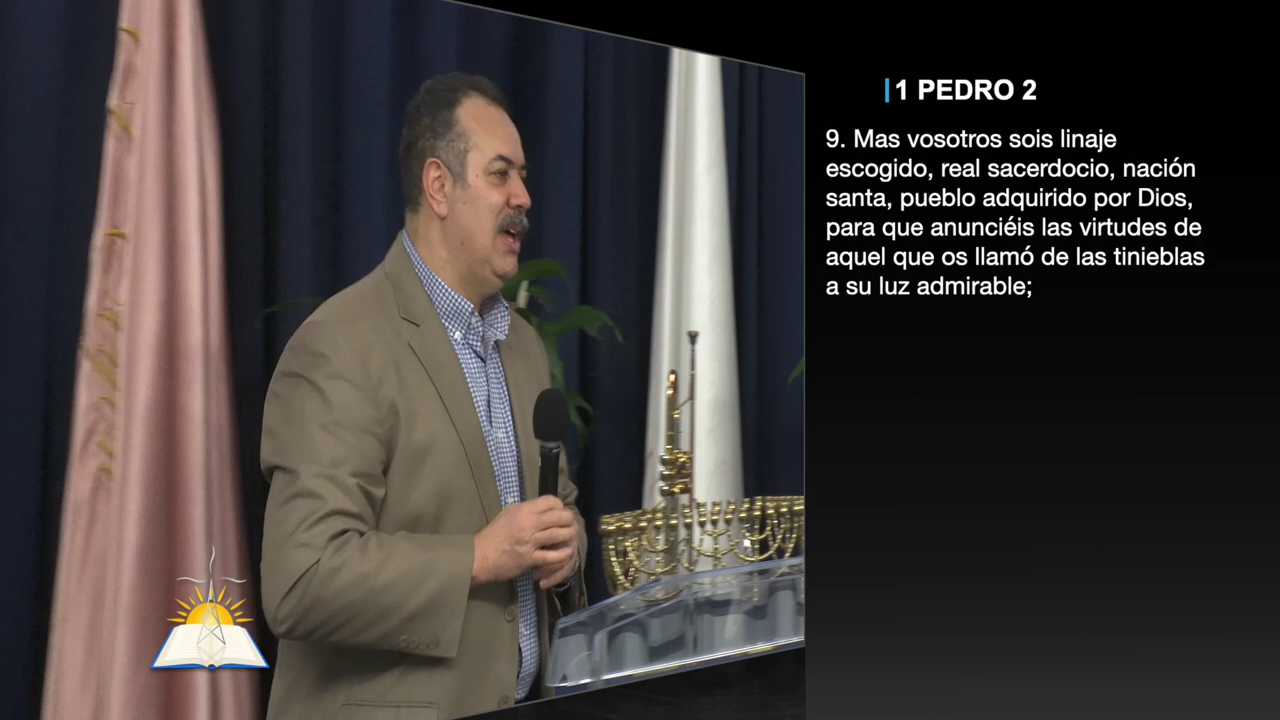 1 PEDRO 2
9. Mas vosotros sois linaje
escogido, real sacerdocio, nación
santa, pueblo adquirido por Dios,
para que anunciéis las virtudes de
aquel que os llamó de las tinieblas
a su luz admirable;